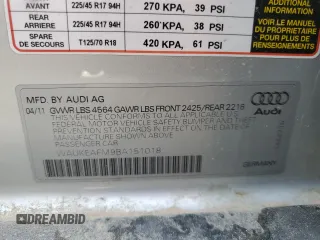 225/45 R17 94H 270 KPA, 39 PSI
REAR
ARRIERE 225/45 R17 94H 260 KPA, 38 PSI
SPARE
DE SECOURS T125/70 R18 420 KPA, 61 PSI
MFD BY AUDI AG
04/11 GVWR LBS 4564 GAWR LBS FRONT 2425/REAR 2218
THIS VEHICLE CONFORMS TO ALL APPLICABLE
FEDERAL MOTOR VEHICLE SAFETY BUMPER AND THEFT
PREVENTION STANDARDS IN EFFECT ON THE
DATE OF MANUFACTURE SHOWN ABOVE
PASSENGER CAR
Audi
GERMANY